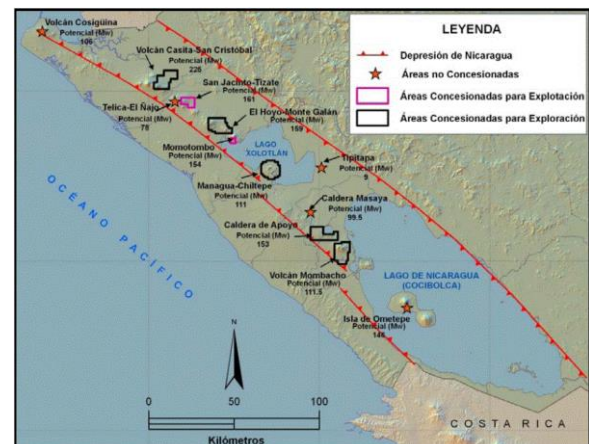 Volcán Cosigüina
Potencial (Mw)
106
Volcán Casita-San Cristóbal
Potencial (Mw)
225
San Jacinto-Tizate
Potencial (Mw)
161
Telica-El Ñajo
Potencial (Mw)
78
El Hoyo-Monte Galán
Potencial (Mw)
159
Momotombo
Potencial (Mw)
154
LAGO
XOLOTLÁN
Tipitapa
Potencial (Mw)
9
Managua-Chiltepe
Potencial (Mw)
111
Caldera Masaya
Potencial (Mw)
99.5
Caldera de Apoyo
Potencial (Mw)
153
Volcán Mombacho
Potencial (Mw)
111.5
LAGO DE NICARAGUA
(COCIBOLCA)
Isla de Ometepe
Potencial (Mw)
146
OCÉANO PACÍFICO
COSTA RICA
N
0 50 100
Kilómetros
LEYENDA
Depresión de Nicaragua
Áreas no Concesionadas
Áreas Concesionadas para Explotación
Áreas Concesionadas para Exploración